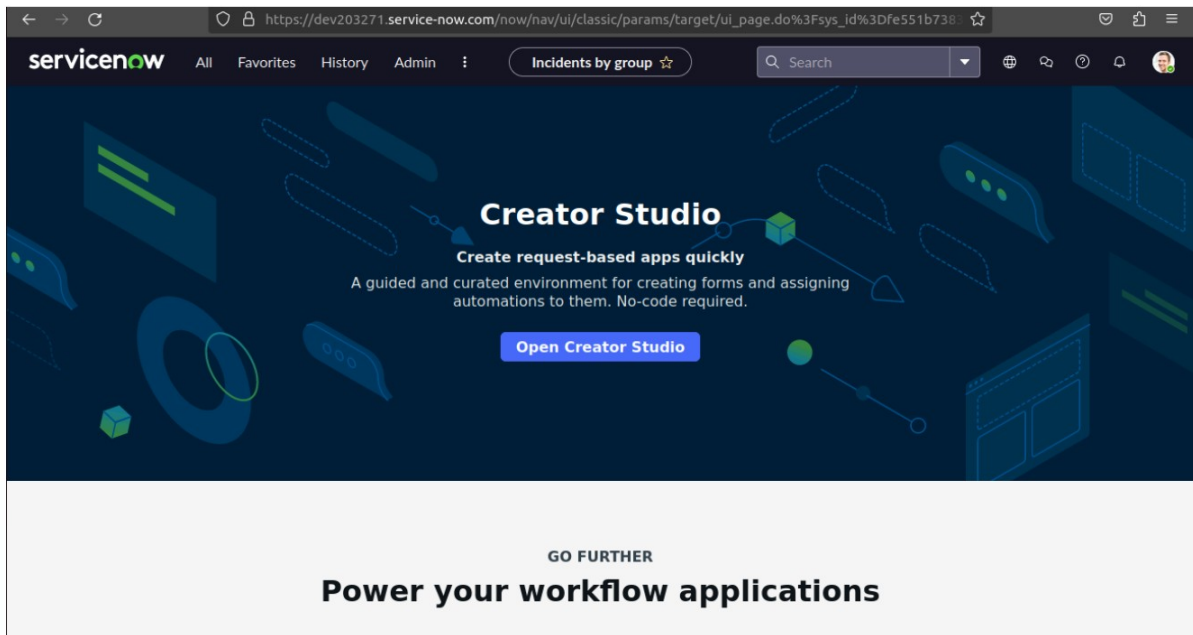 https://dev203271.service-now.com/now/nav/ui/classic/params/target/ui_page.do%3Fsys_id%3Dfe551b738
servicenow All Favorites History Admin Incidents by group Search
Creator Studio
Create request-based apps quickly
A guided and curated environment for creating forms and assigning
automations to them. No-code required.
Open Creator Studio
GO FURTHER
Power your workflow applications